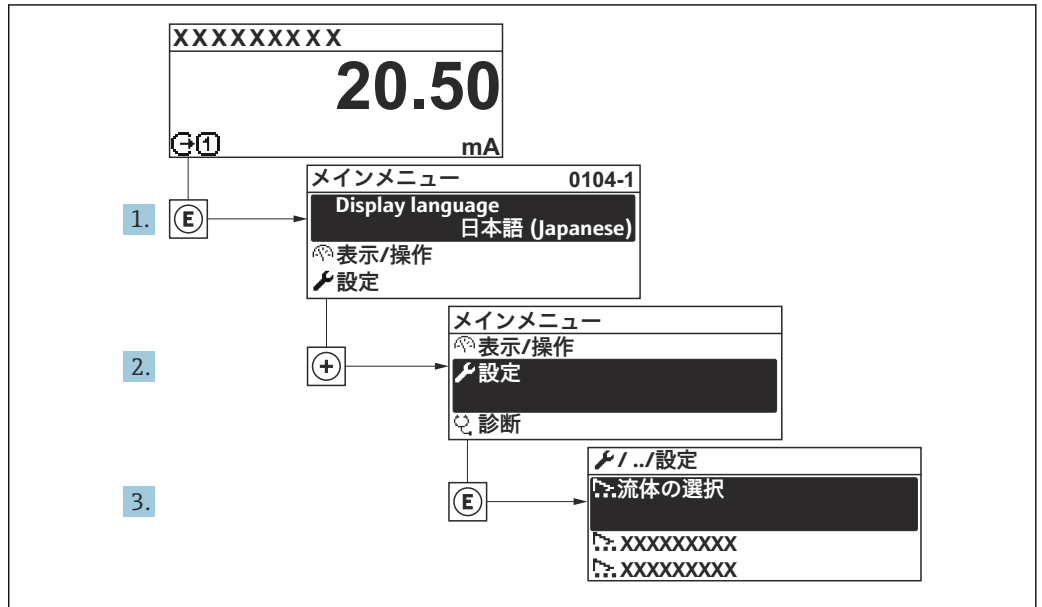 XXXXXXXXX
20.50
① mA
メインメニュー 0104-1
1. E Display language
日本語 (Japanese)
表示/操作
設定
メインメニュー
表示/操作
2. + 設定
診断
/ ../設定
3. E 流体の選択
XXXXXXXXX
XXXXXXXXX